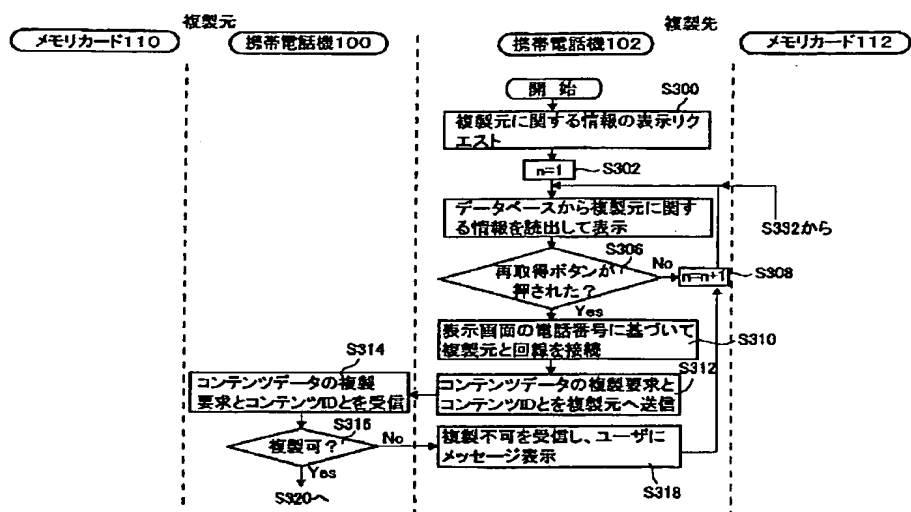 複製元
複製先
メモリカード110
携帯電話機100
携帯電話機102
メモリカード112
開 始
S300
複製元に関する情報の表示リク
エスト
n=1
S302
データベースから複製元に関す
る情報を読出して表示
S332から
S306
再取得ボタンが
押された?
No
n=n+1
S308
Yes
表示画面の電話番号に基づいて
複製元と回線を接続
S310
S314
S312
コンテンツデータの複製
要求とコンテンツIDとを受信
コンテンツデータの複製要求と
コンテンツIDとを複製元へ送信
S316
複製可?
No
複製不可を受信し、ユーザに
メッセージ表示
Yes
S318
S320へ